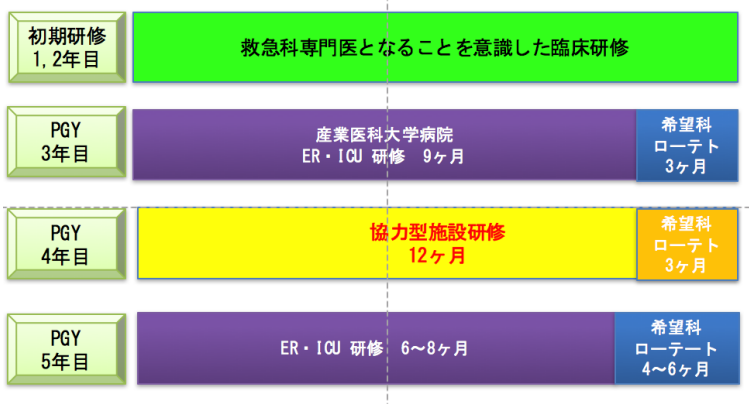 初期研修
1,2年目
救急科専門医となることを意識した臨床研修
PGY
3年目
産業医科大学病院
ER・ICU 研修　9ヶ月
希望科
ローテト
3ヶ月
PGY
4年目
協力型施設研修
12ヶ月
希望科
ローテト
3ヶ月
PGY
5年目
ER・ICU 研修　6〜8ヶ月
希望科
ローテート
4〜6ヶ月